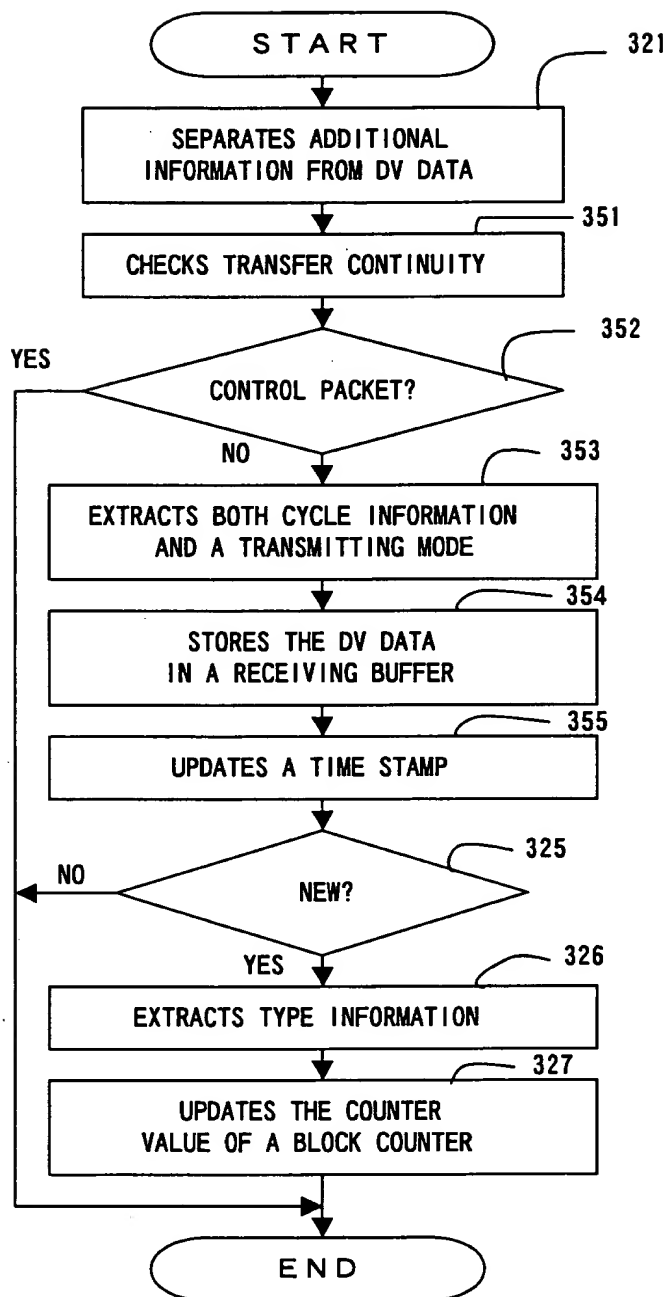 START
321
SEPARATES ADDITIONAL
INFORMATION FROM DV DATA
351
CHECKS TRANSFER CONTINUITY
352
YES
CONTROL PACKET?
NO
353
EXTRACTS BOTH CYCLE INFORMATION
AND A TRANSMITTING MODE
354
STORES THE DV DATA
IN A RECEIVING BUFFER
355
UPDATES A TIME STAMP
325
NO
NEW?
YES
326
EXTRACTS TYPE INFORMATION
327
UPDATES THE COUNTER
VALUE OF A BLOCK COUNTER
END